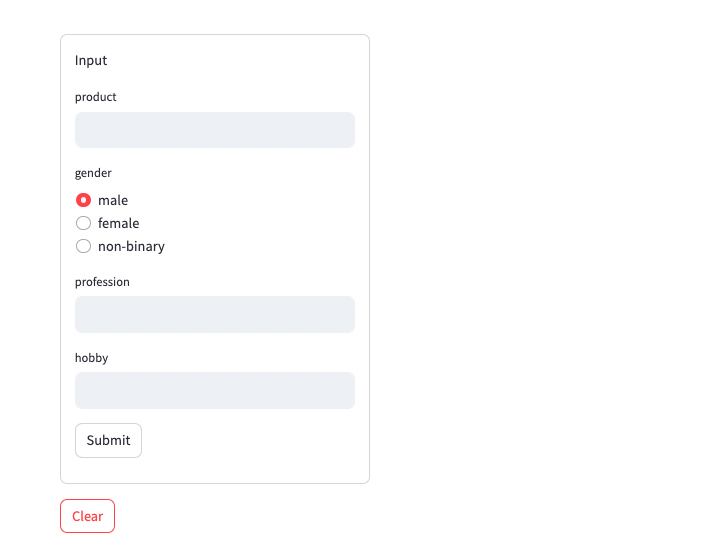 Input
product
gender
male
female
non-binary
profession
hobby
Submit
Clear